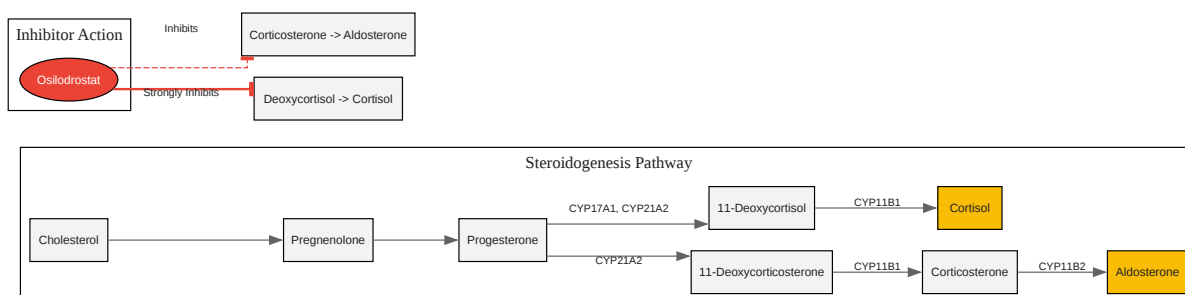 Inhibitor Action
Inhibits
Corticosterone -> Aldosterone
Osilodrostat
Strongly Inhibits
Deoxycortisol -> Cortisol
Steroidogenesis Pathway
CYP17A1, CYP21A2
11-Deoxycortisol
CYP11B1
Cortisol
Cholesterol
Pregnenolone
Progesterone
CYP21A2
11-Deoxycorticosterone
CYP11B1
Corticosterone
CYP11B2
Aldosterone